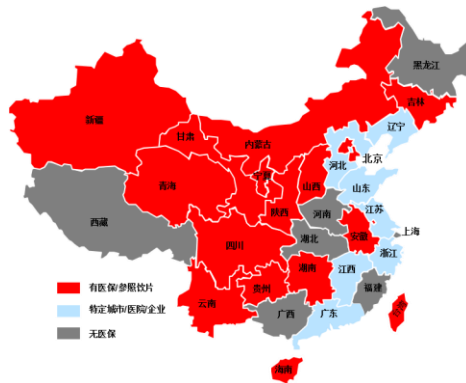 黑龙江
吉林
新疆
辽宁
甘肃
内蒙古
北京
河北
宁夏
山西
青海
山东
陕西
河南
江苏
西藏
安徽
上海
湖北
四川
浙江
湖南
江西
贵州
福建
云南
广西
广东
台湾
海南
有医保/参照饮片
特定城市/医院/企业
无医保